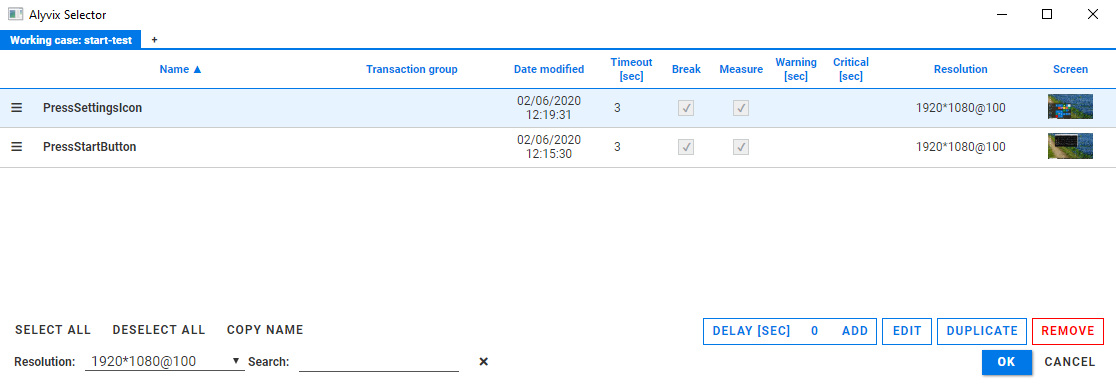 Alyvix Selector
Working case: start-test +
Name ▲ Transaction group Date modified Timeout [sec] Break Measure Warning [sec] Critical [sec] Resolution Screen
PressSettingsIcon 02/06/2020 12:19:31 3 1920*1080@100
PressStartButton 02/06/2020 12:15:30 3 1920*1080@100
SELECT ALL DESELECT ALL COPY NAME DELAY [SEC] 0 ADD EDIT DUPLICATE REMOVE
Resolution: 1920*1080@100 ▼ Search: × OK CANCEL